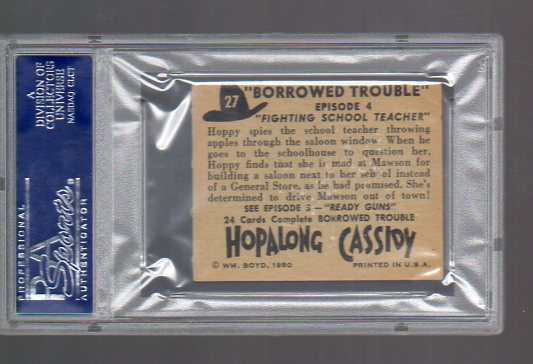 27
"BORROWED TROUBLE"
EPISODE 4
"FIGHTING SCHOOL TEACHER"
Hoppy spies the school teacher throwing
apples through the saloon window. When he
goes to the schoolhouse to question her,
Hoppy finds that she is mad at Mawson for
building a saloon next to her school instead
of a General Store, as he had promised. She's
determined to drive Mawson out of town!
SEE EPISODE 5—"READY GUNS"
24 Cards Complete BORROWED TROUBLE
HOPALONG CASSIDY
© WM. BOYD, 1950 PRINTED IN U.S.A.
PROFESSIONAL
PSA
Sports
AUTHENTICATOR
A
DIVISION OF
COLLECTORS
UNIVERSE
NASDAQ CLCT